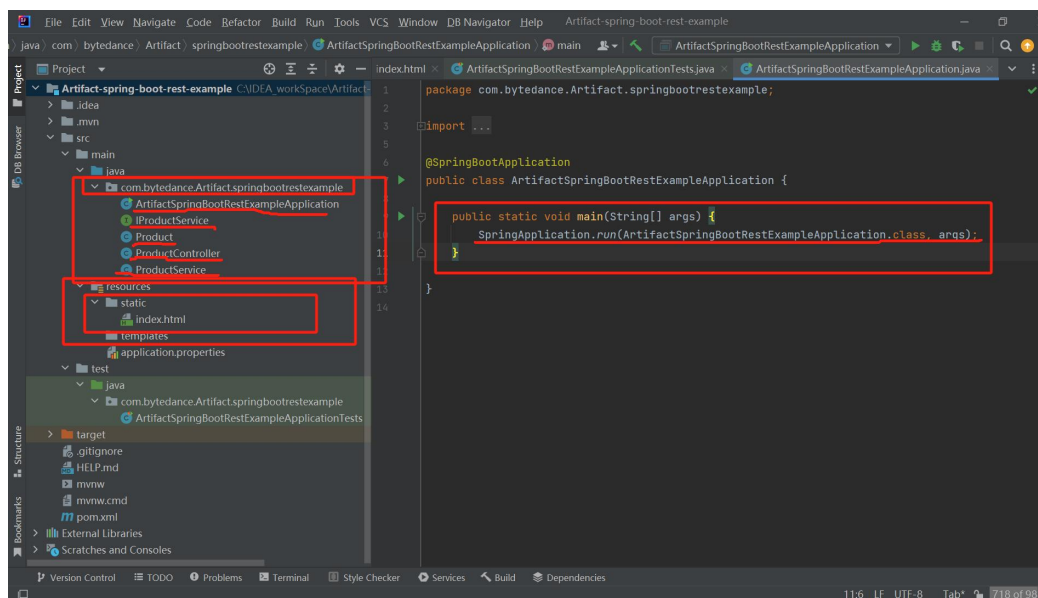 File Edit View Navigate Code Refactor Build Run Tools VCS Window DB Navigator Help Artifact-spring-boot-rest-example
java com bytedance Artifact springbootrestexample ArtifactSpringBootRestExampleApplication main ArtifactSpringBootRestExampleApplication
Project
index.html ArtifactSpringBootRestExampleApplicationTests.java ArtifactSpringBootRestExampleApplication.java
Project
DB Browser
Structure
Bookmarks
Artifact-spring-boot-rest-example C:\IDEA_workSpace\Artifact-
.idea
.mvn
src
main
java
com.bytedance.Artifact.springbootrestexample
ArtifactSpringBootRestExampleApplication
IProductService
Product
ProductController
ProductService
resources
static
index.html
templates
application.properties
test
java
com.bytedance.Artifact.springbootrestexample
ArtifactSpringBootRestExampleApplicationTests
target
.gitignore
HELP.md
mvnw
mvnw.cmd
pom.xml
External Libraries
Scratches and Consoles
1 package com.bytedance.Artifact.springbootrestexample;
2
3 import ...
5
6 @SpringBootApplication
public class ArtifactSpringBootRestExampleApplication {
9 public static void main(String[] args) {
10 SpringApplication.run(ArtifactSpringBootRestExampleApplication.class, args);
11 }
13 }
14
Version Control TODO Problems Terminal Style Checker Services Build Dependencies
11:6 LF UTF-8 Tab* 718 of 98